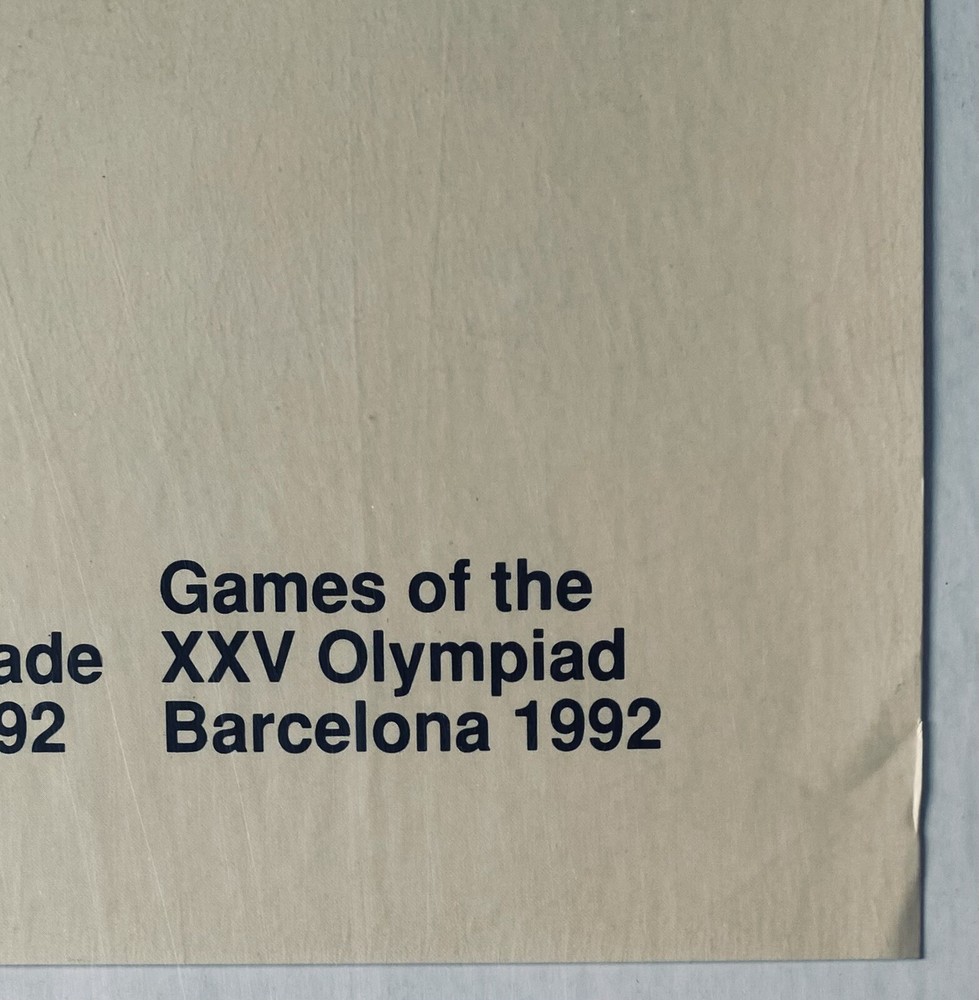 Games of the
ade XXV Olympiad
92 Barcelona 1992